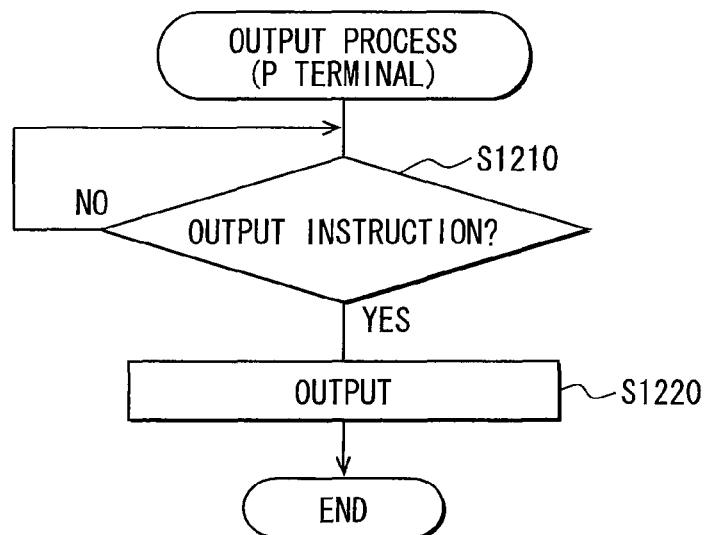 OUTPUT PROCESS
(P TERMINAL)
S1210
NO
OUTPUT INSTRUCTION?
YES
OUTPUT
S1220
END